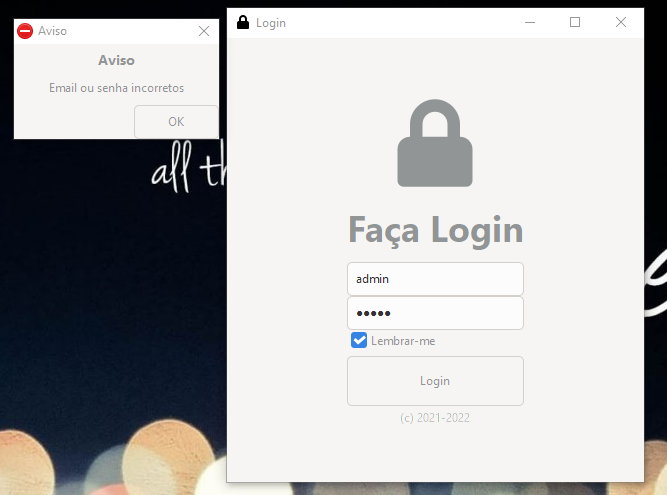 Aviso
Aviso
Email ou senha incorretos
OK
all th
Login
Faça Login
admin
•••••
Lembrar-me
Login
(c) 2021-2022